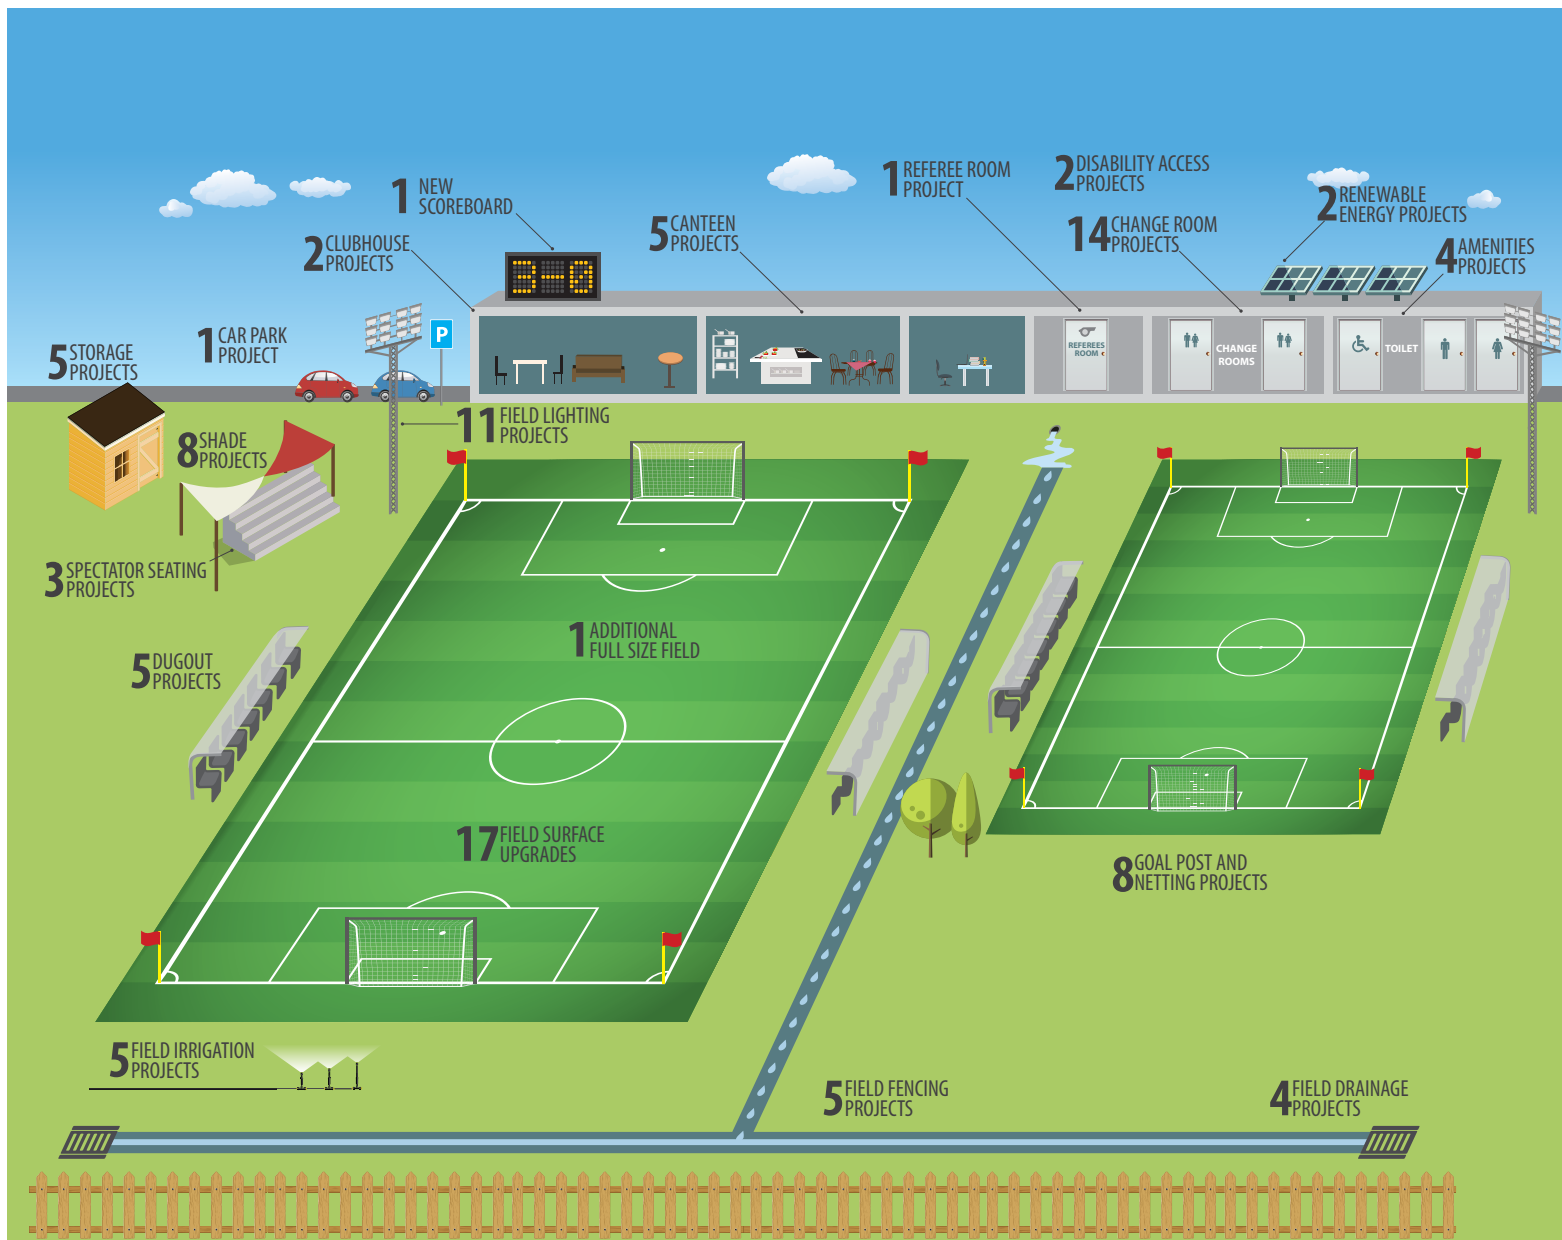 1 NEW
SCOREBOARD
2 CLUBHOUSE
PROJECTS
5 CANTEEN
PROJECTS
1 REFEREE ROOM
PROJECT
2 DISABILITY ACCESS
PROJECTS
14 CHANGE ROOM
PROJECTS
2 RENEWABLE
ENERGY PROJECTS
4 AMENITIES
PROJECTS
3-0
1 CAR PARK
PROJECT
P
5 STORAGE
PROJECTS
REFEREES
ROOM
CHANGE
ROOMS
TOILET
11 FIELD LIGHTING
PROJECTS
8 SHADE
PROJECTS
3 SPECTATOR SEATING
PROJECTS
1 ADDITIONAL
FULL SIZE FIELD
5 DUGOUT
PROJECTS
17 FIELD SURFACE
UPGRADES
8 GOAL POST AND
NETTING PROJECTS
5 FIELD IRRIGATION
PROJECTS
5 FIELD FENCING
PROJECTS
4 FIELD DRAINAGE
PROJECTS